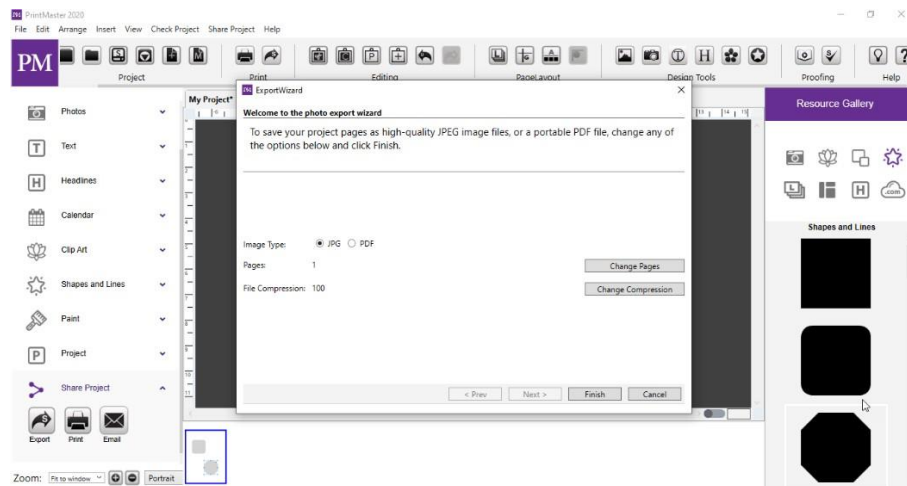 PM PrintMaster 2020
File Edit Arrange Insert View Check Project Share Project Help
PM
Project Print Editing Page Layout Design Tools Proofing Help
My Project*
Photos
T Text
H Headlines
Calendar
Clip Art
Shapes and Lines
Paint
P Project
Share Project
Export Print Email
Zoom: Fit to window Portrait
ExportWizard
Welcome to the photo export wizard
To save your project pages as high-quality JPEG image files, or a portable PDF file, change any of
the options below and click Finish.
Image Type: JPG PDF
Pages: 1 Change Pages
File Compression: 100 Change Compression
< Prev Next > Finish Cancel
Resource Gallery
L H .com
Shapes and Lines